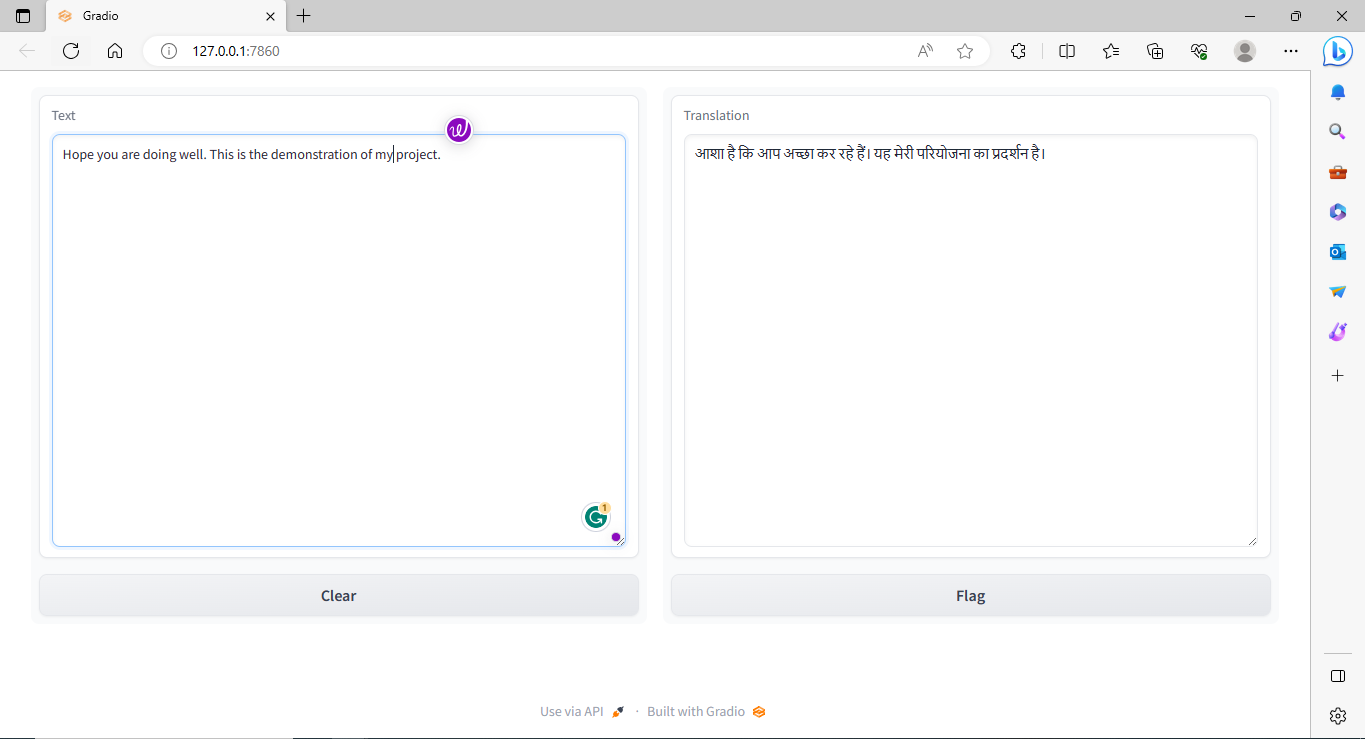 Gradio
127.0.0.1:7860
Text
Hope you are doing well. This is the demonstration of my project.
1
Clear
Translation
आशा है कि आप अच्छा कर रहे हैं। यह मेरी परियोजना का प्रदर्शन है।
Flag
Use via API · Built with Gradio